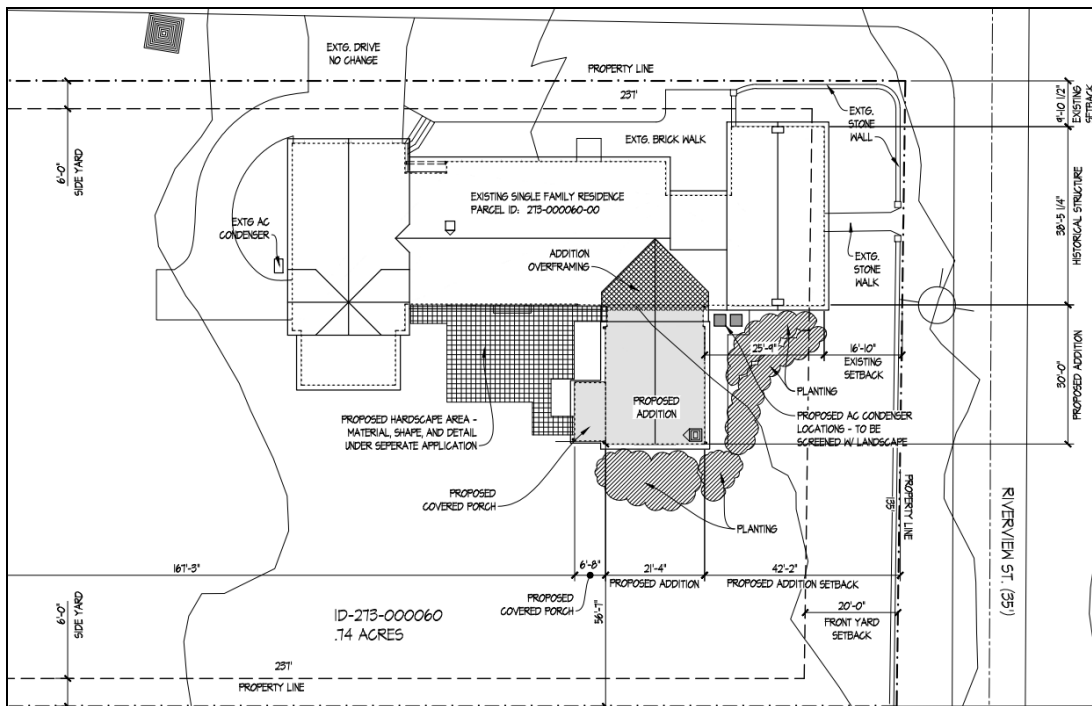 EXTG. DRIVE
NO CHANGE
PROPERTY LINE
237'
EXTG.
STONE
WALL
9'-10 1/2"
EXISTING
SETBACK
6'-0"
SIDE YARD
EXTG. BRICK WALK
EXISTING SINGLE FAMILY RESIDENCE
PARCEL ID: 273-000060-00
38'-5 1/4"
HISTORICAL STRUCTURE
EXTG AC
CONDENSER
ADDITION
OVERFRAMING
EXTG.
STONE
WALK
25'-9"
16'-10"
EXISTING
SETBACK
30'-0"
PROPOSED ADDITION
PLANTING
PROPOSED
ADDITION
PROPOSED HARDSCAPE AREA -
MATERIAL, SHAPE, AND DETAIL
UNDER SEPERATE APPLICATION
PROPOSED AC CONDENSER
LOCATIONS - TO BE
SCREENED W/ LANDSCAPE
PROPOSED
COVERED PORCH
PLANTING
135'
PROPERTY LINE
RIVERVIEW ST. (35')
167'-3"
6'-8"
21'-4"
42'-2"
PROPOSED ADDITION
PROPOSED ADDITION SETBACK
PROPOSED
COVERED PORCH
56'-7"
20'-0"
FRONT YARD
SETBACK
6'-0"
SIDE YARD
ID-273-000060
.74 ACRES
237'
PROPERTY LINE